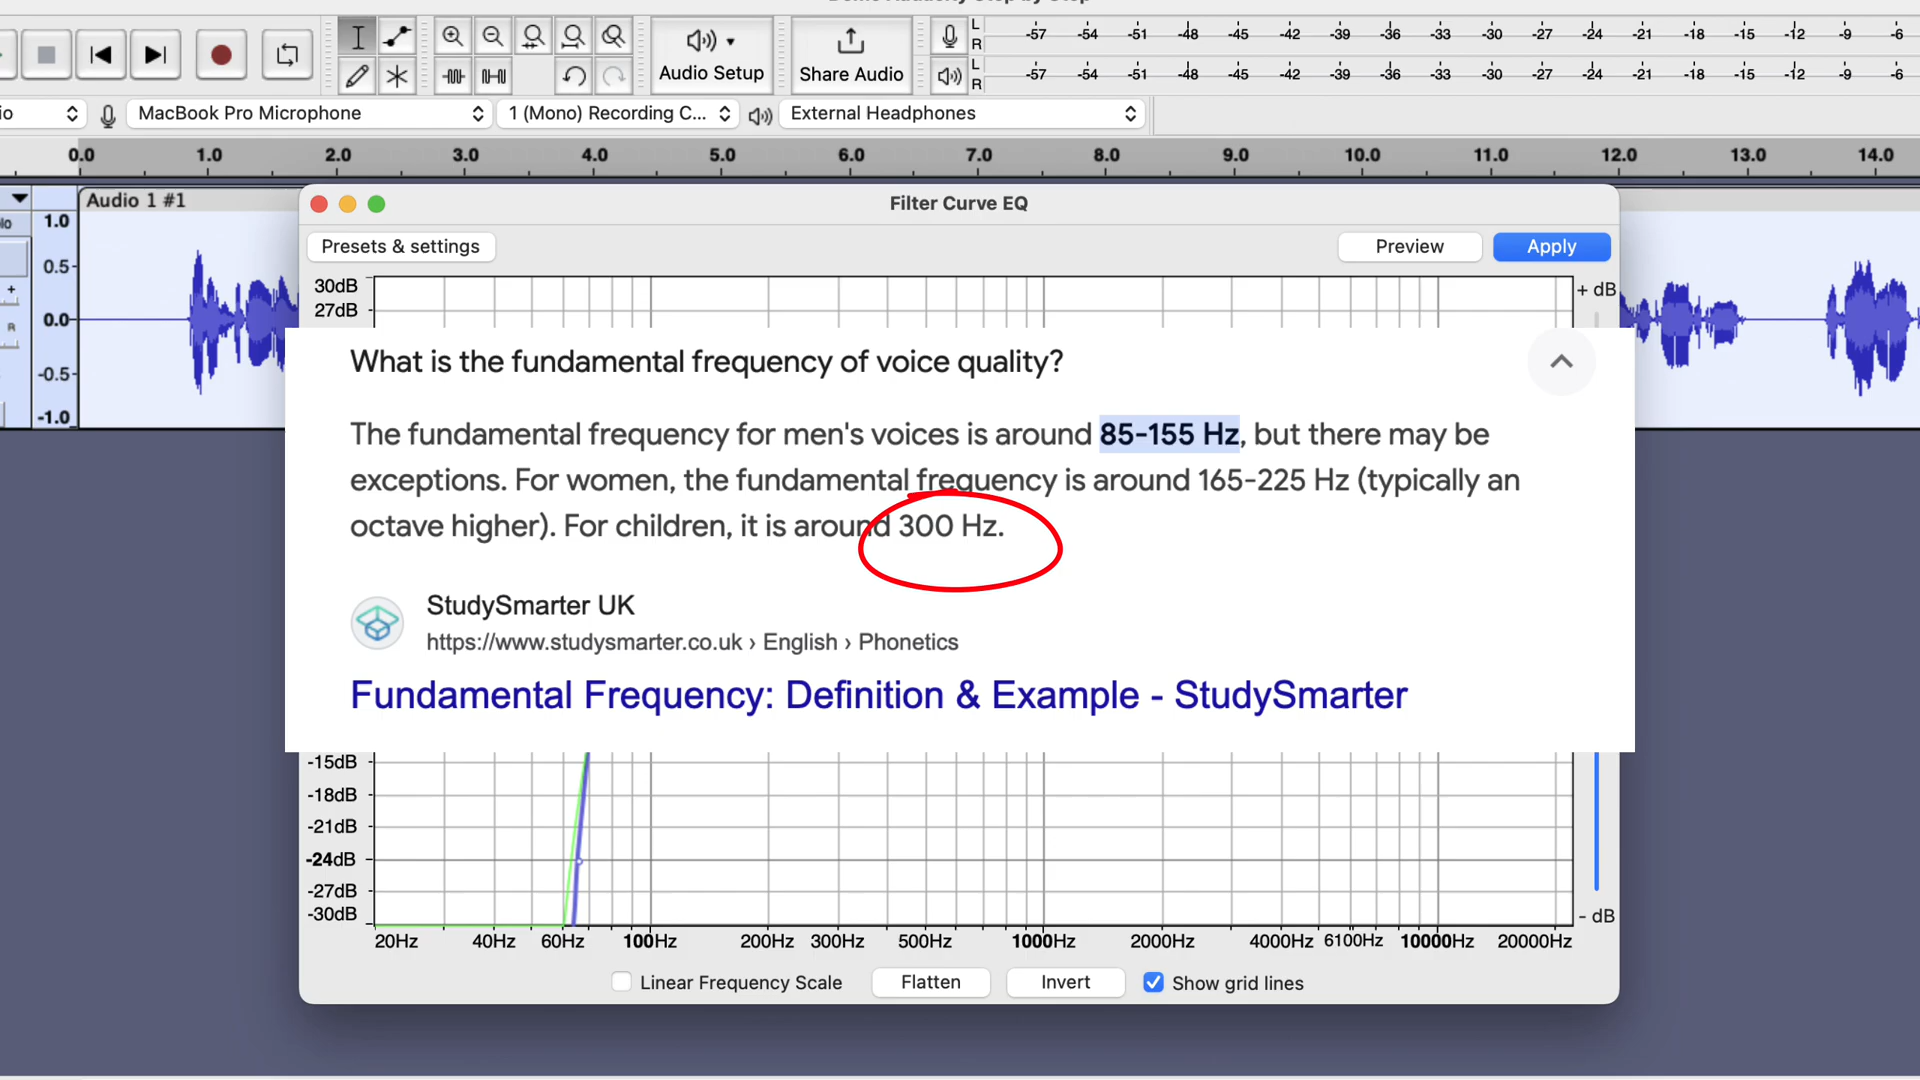 Audio Setup
Share Audio
L
R
-57 -54 -51 -48 -45 -42 -39 -36 -33 -30 -27 -24 -21 -18 -15 -12 -9 -6
L
R
-57 -54 -51 -48 -45 -42 -39 -36 -33 -30 -27 -24 -21 -18 -15 -12 -9 -6
MacBook Pro Microphone
1 (Mono) Recording C...
External Headphones
0.0 1.0 2.0 3.0 4.0 5.0 6.0 7.0 8.0 9.0 10.0 11.0 12.0 13.0 14.0
Audio 1 #1
1.0
0.5
0.0
-0.5
-1.0
R
Filter Curve EQ
Presets & settings
Preview
Apply
30dB
27dB
+ dB
What is the fundamental frequency of voice quality?
The fundamental frequency for men's voices is around 85-155 Hz, but there may be
exceptions. For women, the fundamental frequency is around 165-225 Hz (typically an
octave higher). For children, it is around 300 Hz.
StudySmarter UK
https://www.studysmarter.co.uk › English › Phonetics
Fundamental Frequency: Definition & Example - StudySmarter
-15dB
-18dB
-21dB
-24dB
-27dB
-30dB
- dB
20Hz 40Hz 60Hz 100Hz 200Hz 300Hz 500Hz 1000Hz 2000Hz 4000Hz 6100Hz 10000Hz 20000Hz
Linear Frequency Scale
Flatten
Invert
Show grid lines